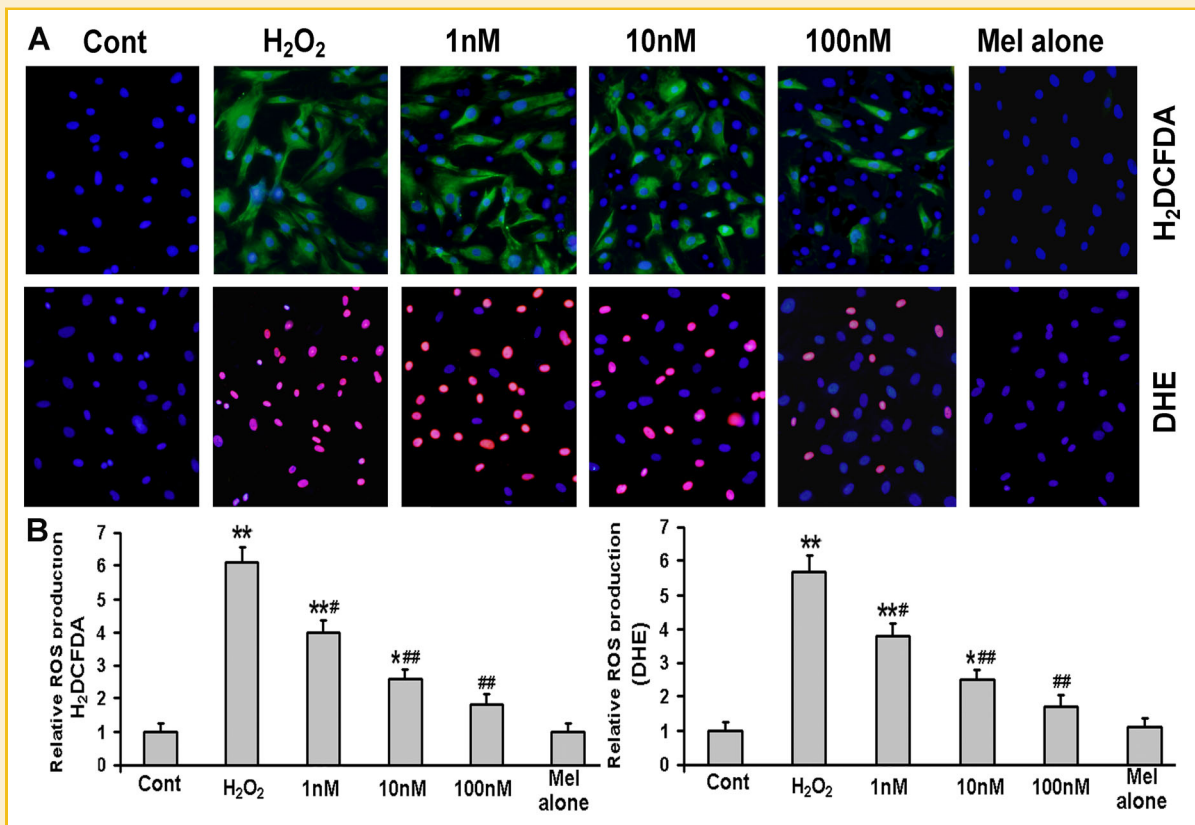 A
Cont H₂O₂ 1nM 10nM 100nM Mel alone
H₂DCFDA
DHE
B
Relative ROS production
H₂DCFDA
7
6
5
4
3
2
1
0
**
**#
*##
##
Cont H₂O₂ 1nM 10nM 100nM Mel
alone
Relative ROS production
(DHE)
7
6
5
4
3
2
1
0
**
**#
*##
##
Cont H₂O₂ 1nM 10nM 100nM Mel
alone